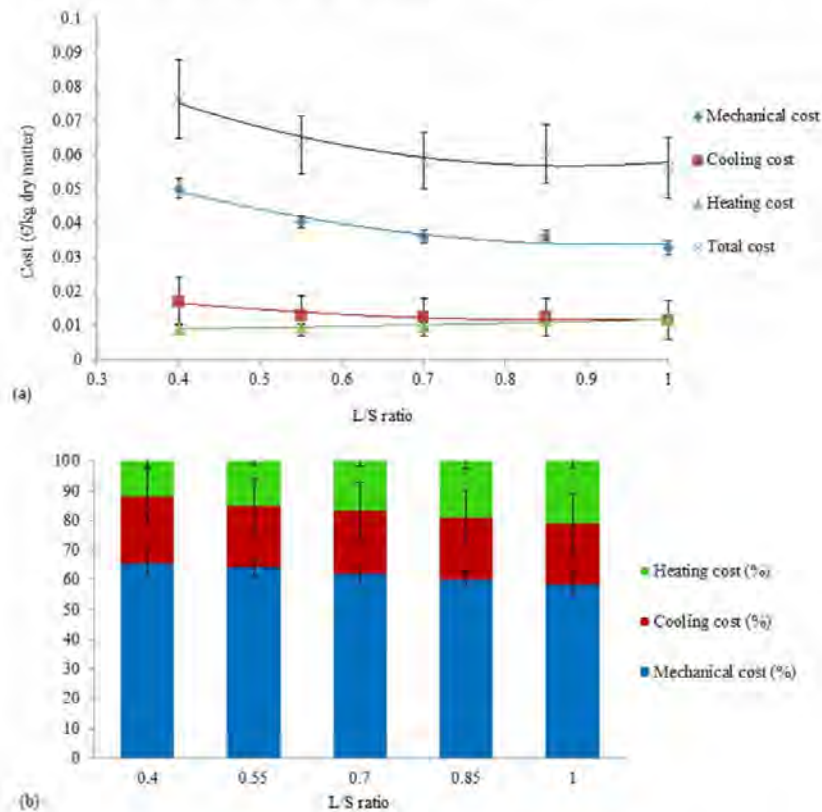 0.1
0.09
0.08
0.07
0.06
0.05
0.04
0.03
0.02
0.01
0
Cost (€/kg dry matter)
0.3 0.4 0.5 0.6 0.7 0.8 0.9 1
L/S ratio
Mechanical cost
Cooling cost
Heating cost
Total cost
(a)
100
90
80
70
60
50
40
30
20
10
0
0.4 0.55 0.7 0.85 1
L/S ratio
Heating cost (%)
Cooling cost (%)
Mechanical cost (%)
(b)